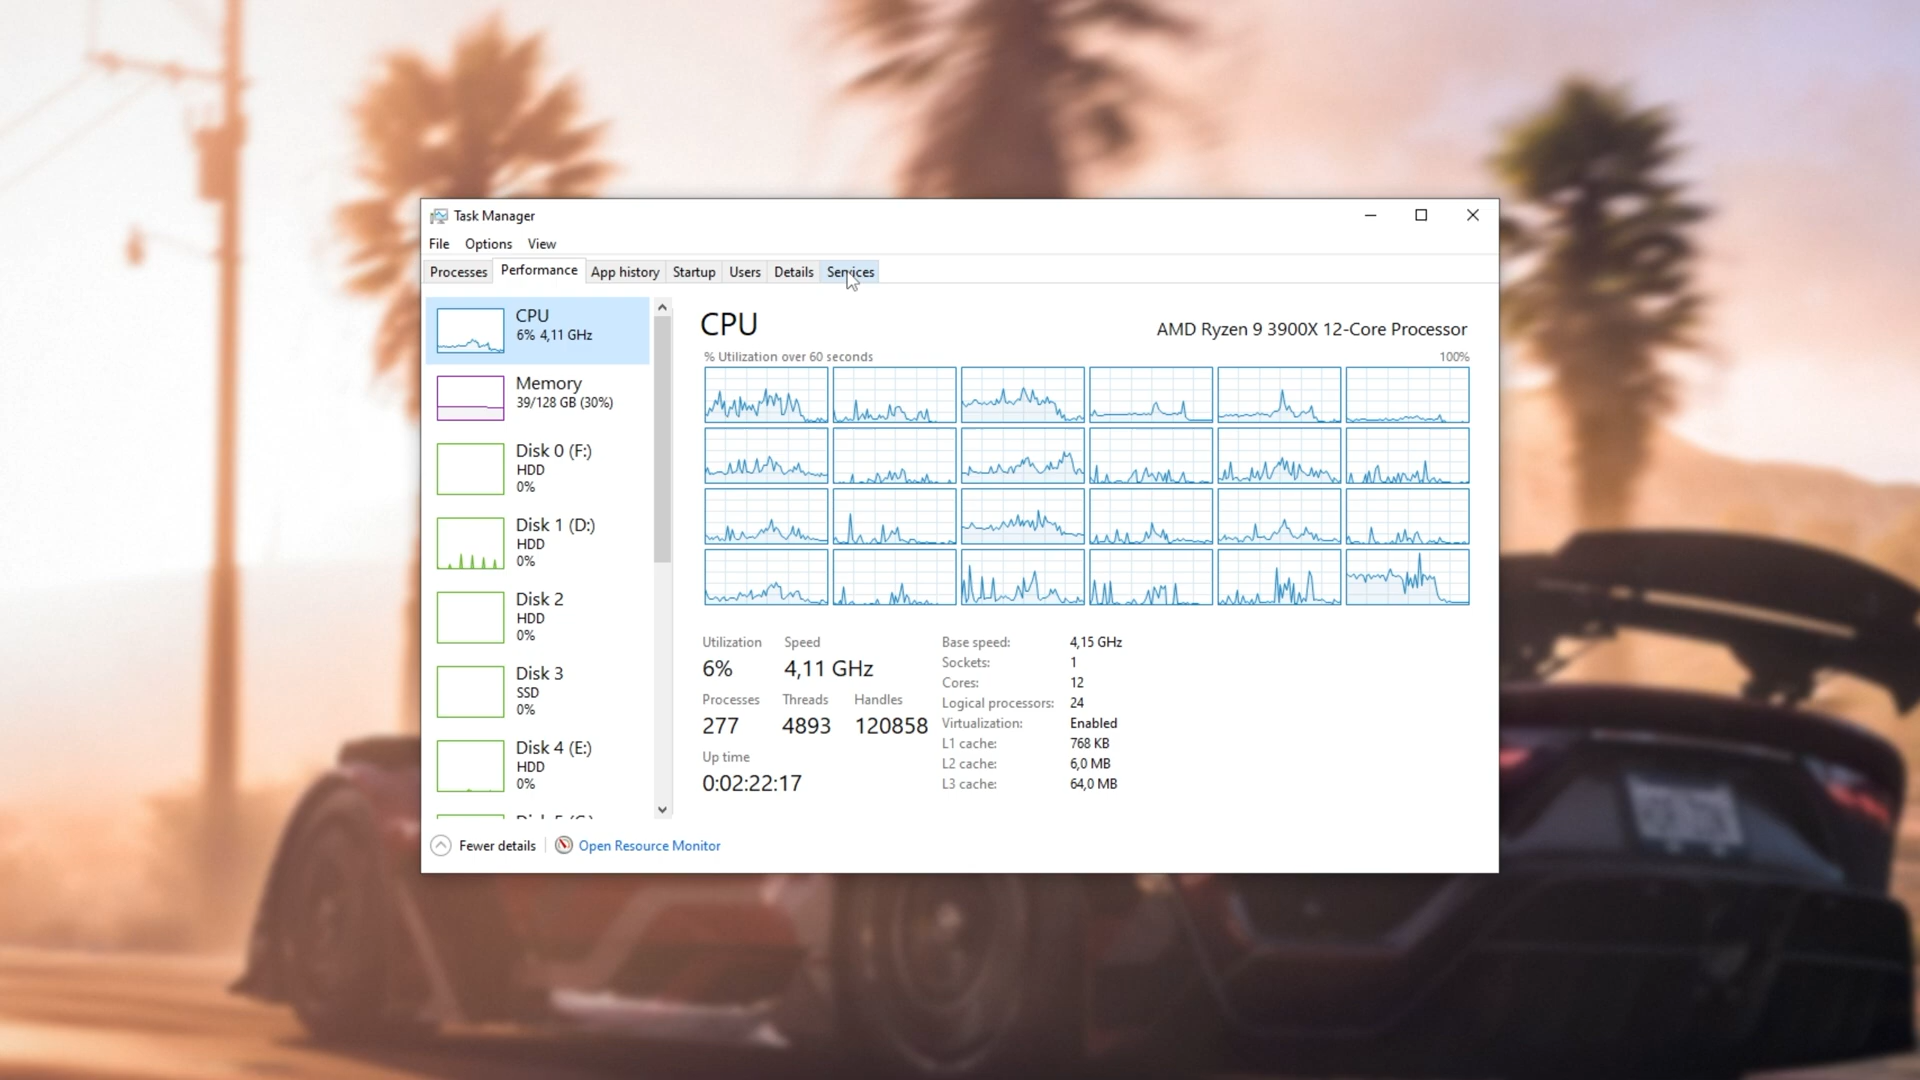 Task Manager
File Options View
Processes Performance App history Startup Users Details Services
CPU
6% 4,11 GHz
Memory
39/128 GB (30%)
Disk 0 (F:)
HDD
0%
Disk 1 (D:)
HDD
0%
Disk 2
HDD
0%
Disk 3
SSD
0%
Disk 4 (E:)
HDD
0%
CPU AMD Ryzen 9 3900X 12-Core Processor
% Utilization over 60 seconds 100%
Utilization Speed
6% 4,11 GHz
Processes Threads Handles
277 4893 120858
Up time
0:02:22:17
Base speed: 4,15 GHz
Sockets: 1
Cores: 12
Logical processors: 24
Virtualization: Enabled
L1 cache: 768 KB
L2 cache: 6,0 MB
L3 cache: 64,0 MB
Fewer details Open Resource Monitor